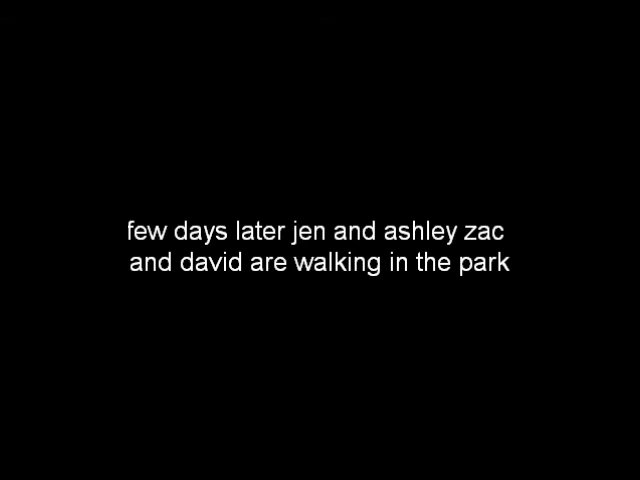 few days later jen and ashley zac
and david are walking in the park